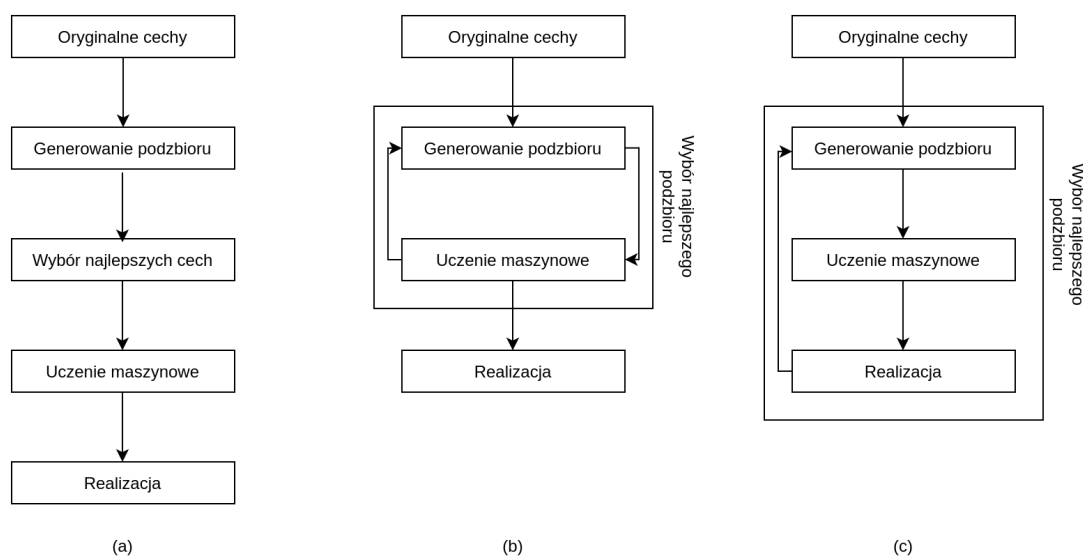 Oryginalne cechy
Generowanie podzbioru
Wybór najlepszych cech
Uczenie maszynowe
Realizacja
(a)
Oryginalne cechy
Generowanie podzbioru
Uczenie maszynowe
Wybór najlepszego
podzbioru
Realizacja
(b)
Oryginalne cechy
Generowanie podzbioru
Uczenie maszynowe
Realizacja
Wybór najlepszego
podzbioru
(c)